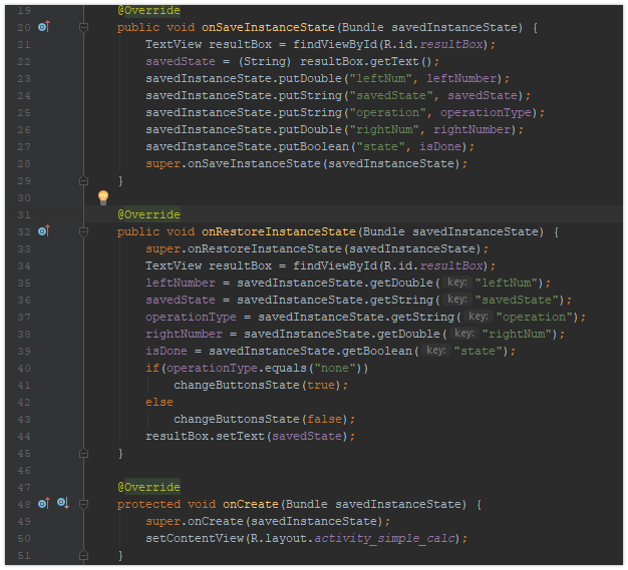 19 @Override
20 public void onSaveInstanceState(Bundle savedInstanceState) {
21 TextView resultBox = findViewById(R.id.resultBox);
22 savedState = (String) resultBox.getText();
23 savedInstanceState.putDouble("leftNum", leftNumber);
24 savedInstanceState.putString("savedState", savedState);
25 savedInstanceState.putString("operation", operationType);
26 savedInstanceState.putDouble("rightNum", rightNumber);
27 savedInstanceState.putBoolean("state", isDone);
28 super.onSaveInstanceState(savedInstanceState);
29 }
30
31 @Override
32 public void onRestoreInstanceState(Bundle savedInstanceState) {
33 super.onRestoreInstanceState(savedInstanceState);
34 TextView resultBox = findViewById(R.id.resultBox);
35 leftNumber = savedInstanceState.getDouble( key: "leftNum");
36 savedState = savedInstanceState.getString( key: "savedState");
37 operationType = savedInstanceState.getString( key: "operation");
38 rightNumber = savedInstanceState.getDouble( key: "rightNum");
39 isDone = savedInstanceState.getBoolean( key: "state");
40 if(operationType.equals("none"))
41 changeButtonsState(true);
42 else
43 changeButtonsState(false);
44 resultBox.setText(savedState);
45 }
46
47 @Override
48 protected void onCreate(Bundle savedInstanceState) {
49 super.onCreate(savedInstanceState);
50 setContentView(R.layout.activity_simple_calc);
51 }